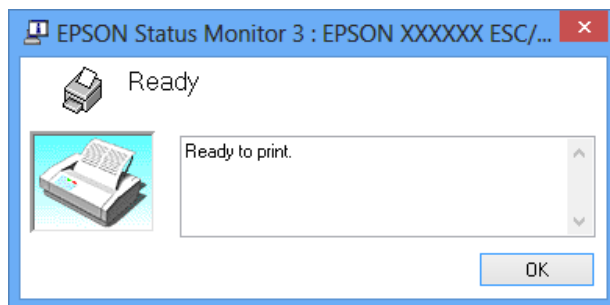 EPSON Status Monitor 3 : EPSON XXXXXX ESC/...
Ready
Ready to print.
OK